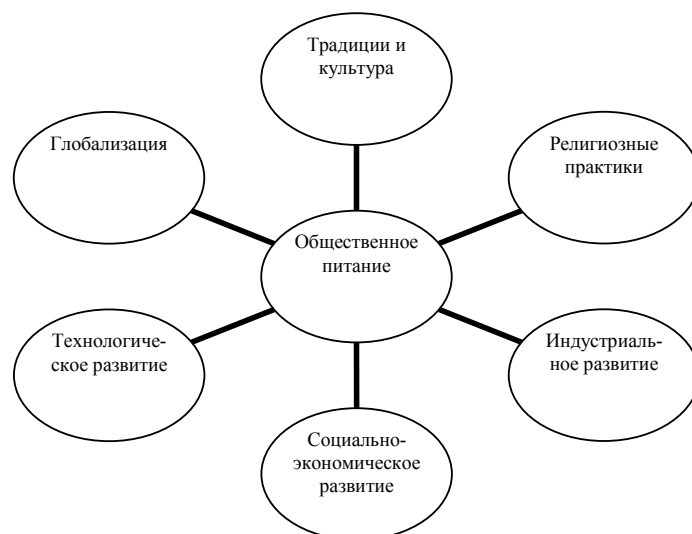 Традиции и
культура
Глобализация
Религиозные
практики
Общественное
питание
Технологиче-
ское развитие
Индустриаль-
ное развитие
Социально-
экономическое
развитие